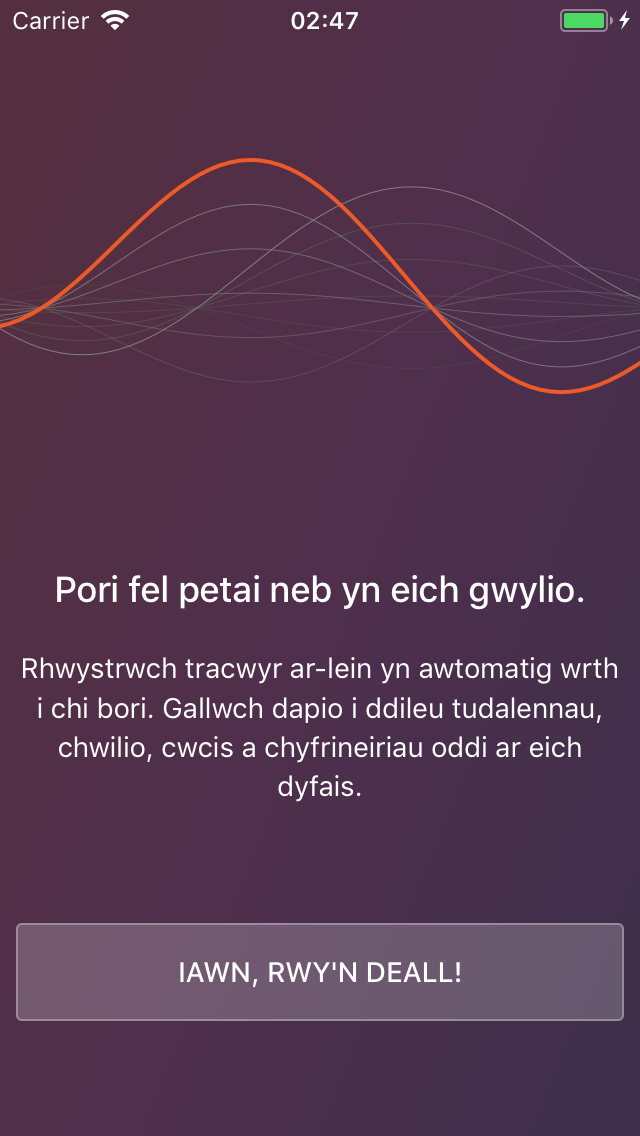 Carrier 02:47
Pori fel petai neb yn eich gwylio.
Rhwystrwch tracwyr ar-lein yn awtomatig wrth
i chi bori. Gallwch dapio i ddileu tudalennau,
chwilio, cwcis a chyfrineiriau oddi ar eich
dyfais.
IAWN, RWY'N DEALL!